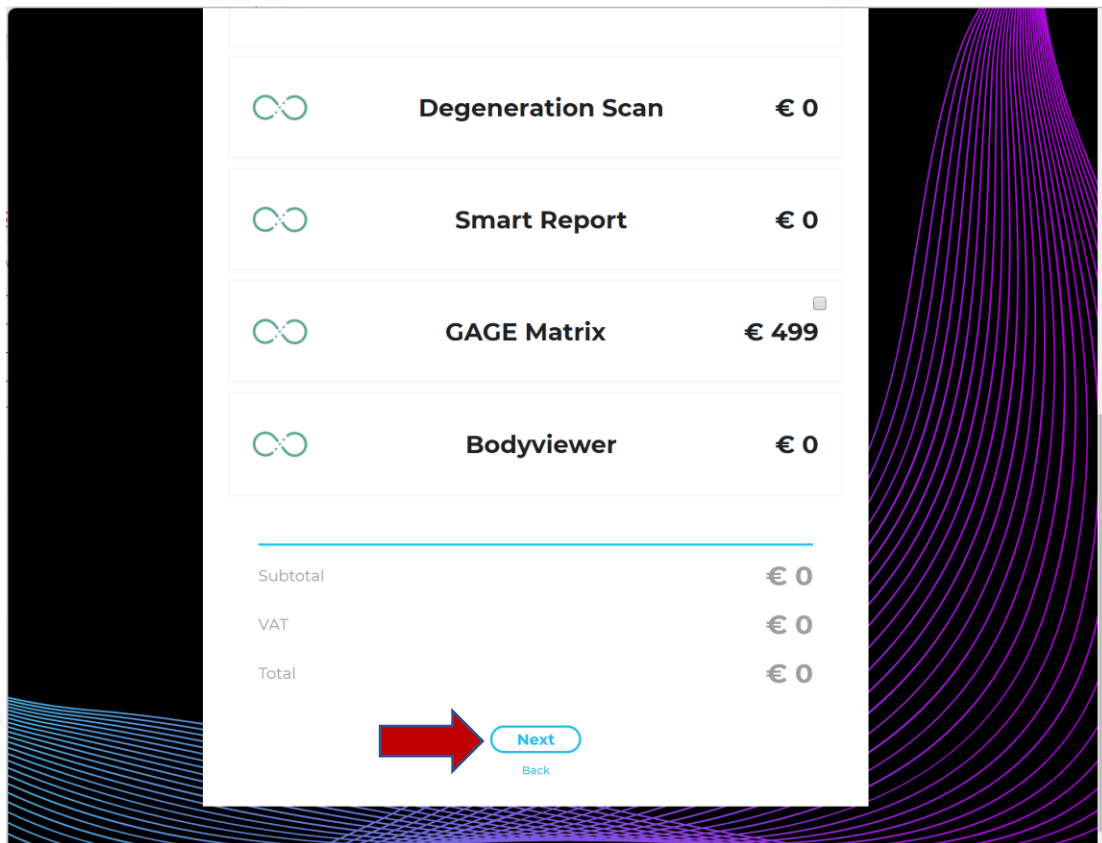 Degeneration Scan € 0
Smart Report € 0
GAGE Matrix € 499
Bodyviewer € 0
Subtotal € 0
VAT € 0
Total € 0
Next
Back